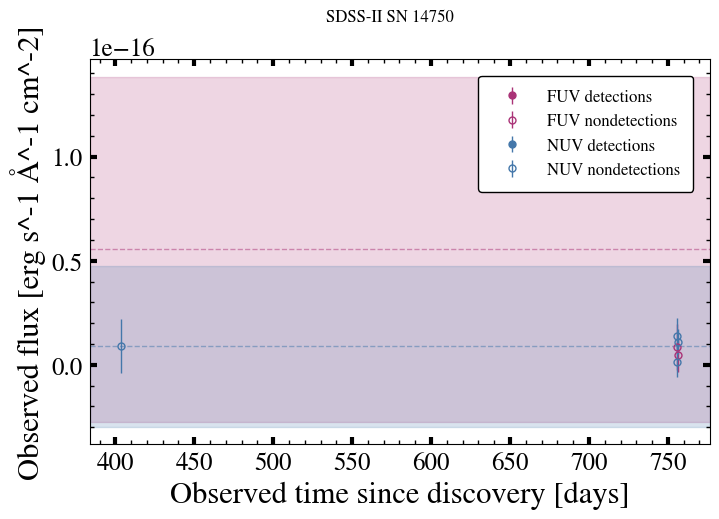 SDSS-II SN 14750
1e−16
FUV detections
FUV nondetections
NUV detections
NUV nondetections
1.0
0.5
0.0
Observed flux [erg s^-1 Å^-1 cm^-2]
400 450 500 550 600 650 700 750
Observed time since discovery [days]